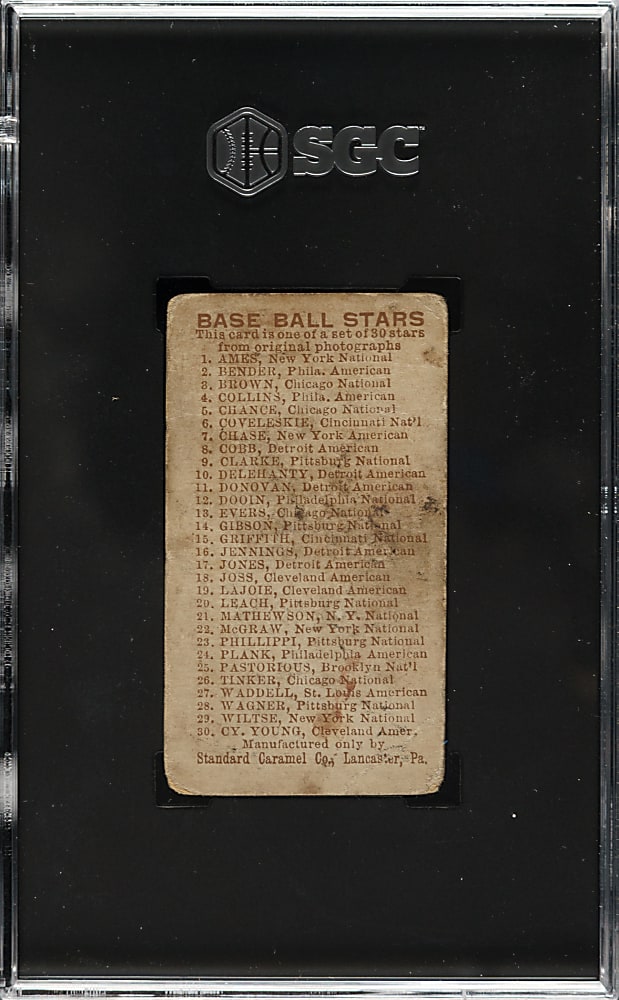 SGC
BASE BALL STARS
This card is one of a set of 30 stars
from original photographs
1. AMES, New York National
2. BENDER, Phila. American
3. BROWN, Chicago National
4. COLLINS, Phila. American
5. CHANCE, Chicago National
6. COVELESKIE, Cincinnati Nat'l
7. CHASE, New York American
8. COBB, Detroit American
9. CLARKE, Pittsburg National
10. DELEHANTY, Detroit American
11. DONOVAN, Detroit American
12. DOOIN, Philadelphia National
13. EVERS, Chicago National
14. GIBSON, Pittsburg National
15. GRIFFITH, Cincinnati National
16. JENNINGS, Detroit American
17. JONES, Detroit American
18. JOSS, Cleveland American
19. LAJOIE, Cleveland American
20. LEACH, Pittsburg National
21. MATHEWSON, N. Y. National
22. McGRAW, New York National
23. PHILLIPPI, Pittsburg National
24. PLANK, Philadelphia American
25. PASTORIOUS, Brooklyn Nat'l
26. TINKER, Chicago National
27. WADDELL, St. Louis American
28. WAGNER, Pittsburg National
29. WILTSE, New York National
30. CY. YOUNG, Cleveland Amer.
Manufactured only by
Standard Caramel Co., Lancaster, Pa.